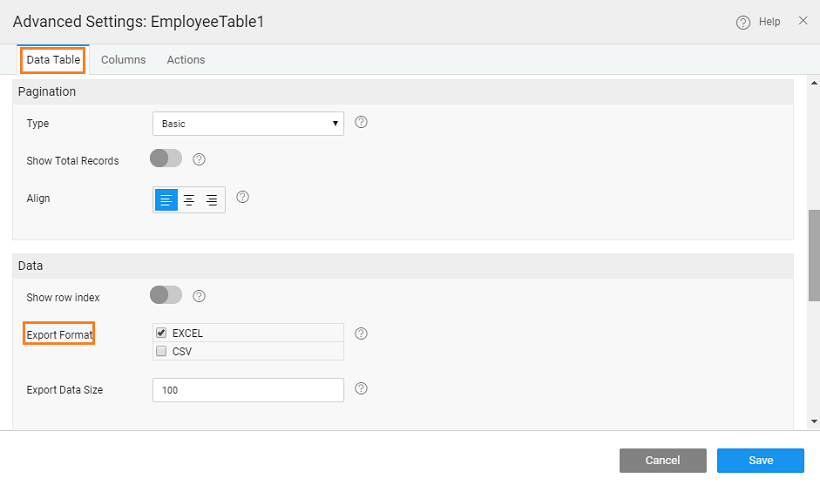 Advanced Settings: EmployeeTable1
Help
Data Table
Columns
Actions
Pagination
Type
Basic
Show Total Records
Align
Data
Show row index
Export Format
EXCEL
CSV
Export Data Size
100
Cancel
Save